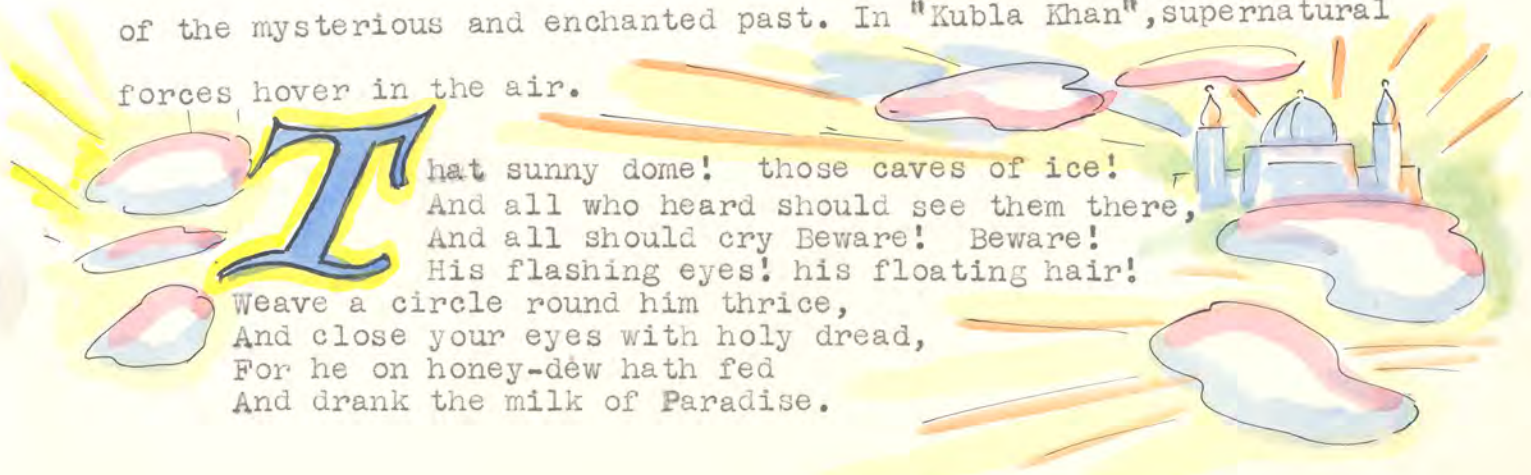 of the mysterious and enchanted past. In "Kubla Khan",supernatural
forces hover in the air.
That sunny dome! those caves of ice!
And all who heard should see them there,
And all should cry Beware! Beware!
His flashing eyes! his floating hair!
Weave a circle round him thrice,
And close your eyes with holy dread,
For he on honey-dew hath fed
And drank the milk of Paradise.